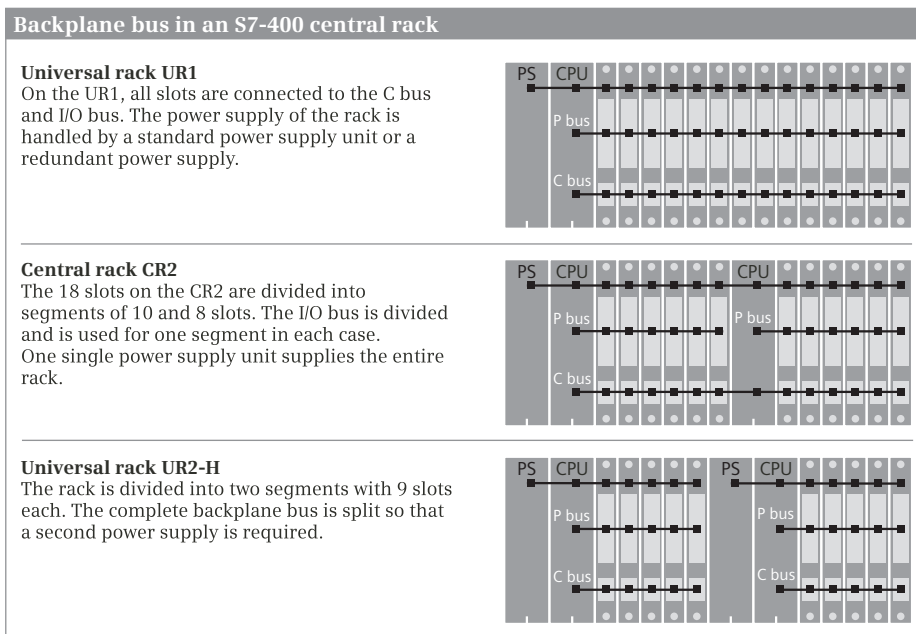 Backplane bus in an S7-400 central rack
Universal rack UR1
On the UR1, all slots are connected to the C bus
and I/O bus. The power supply of the rack is
handled by a standard power supply unit or a
redundant power supply.
PS CPU
P bus
C bus
Central rack CR2
The 18 slots on the CR2 are divided into
segments of 10 and 8 slots. The I/O bus is divided
and is used for one segment in each case.
One single power supply unit supplies the entire
rack.
PS CPU CPU
P bus P bus
C bus
Universal rack UR2-H
The rack is divided into two segments with 9 slots
each. The complete backplane bus is split so that
a second power supply is required.
PS CPU PS CPU
P bus P bus
C bus C bus